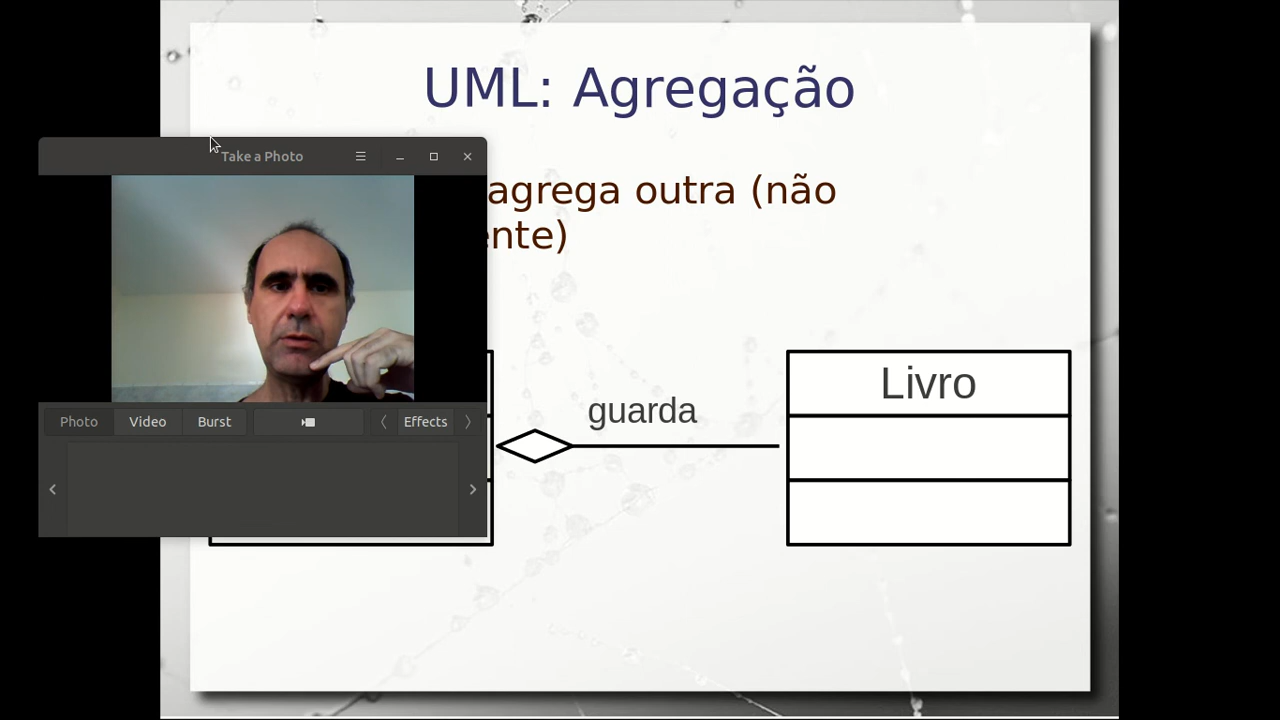 UML: Agregação
Take a Photo
agrega outra (não
ente)
Livro
guarda
Photo Video Burst Effects